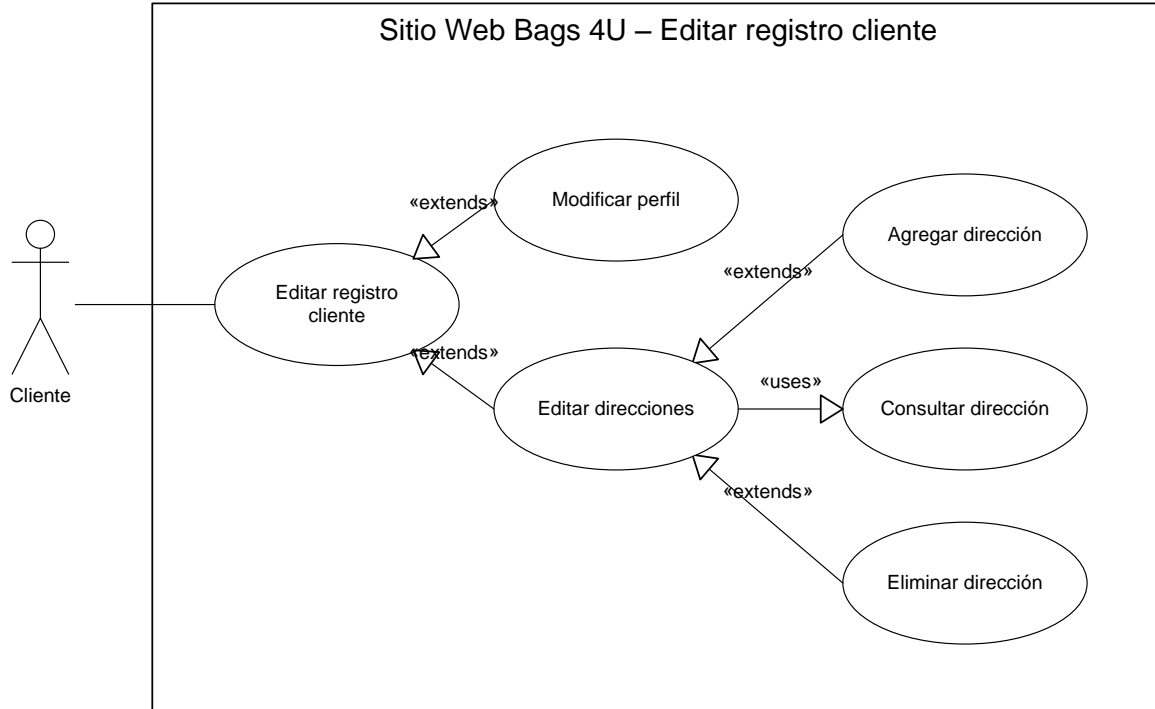 Sitio Web Bags 4U – Editar registro cliente
Modificar perfil
«extends»
Agregar dirección
«extends»
Editar registro
cliente
«extends»
Cliente
Editar direcciones
«uses»
Consultar dirección
«extends»
Eliminar dirección